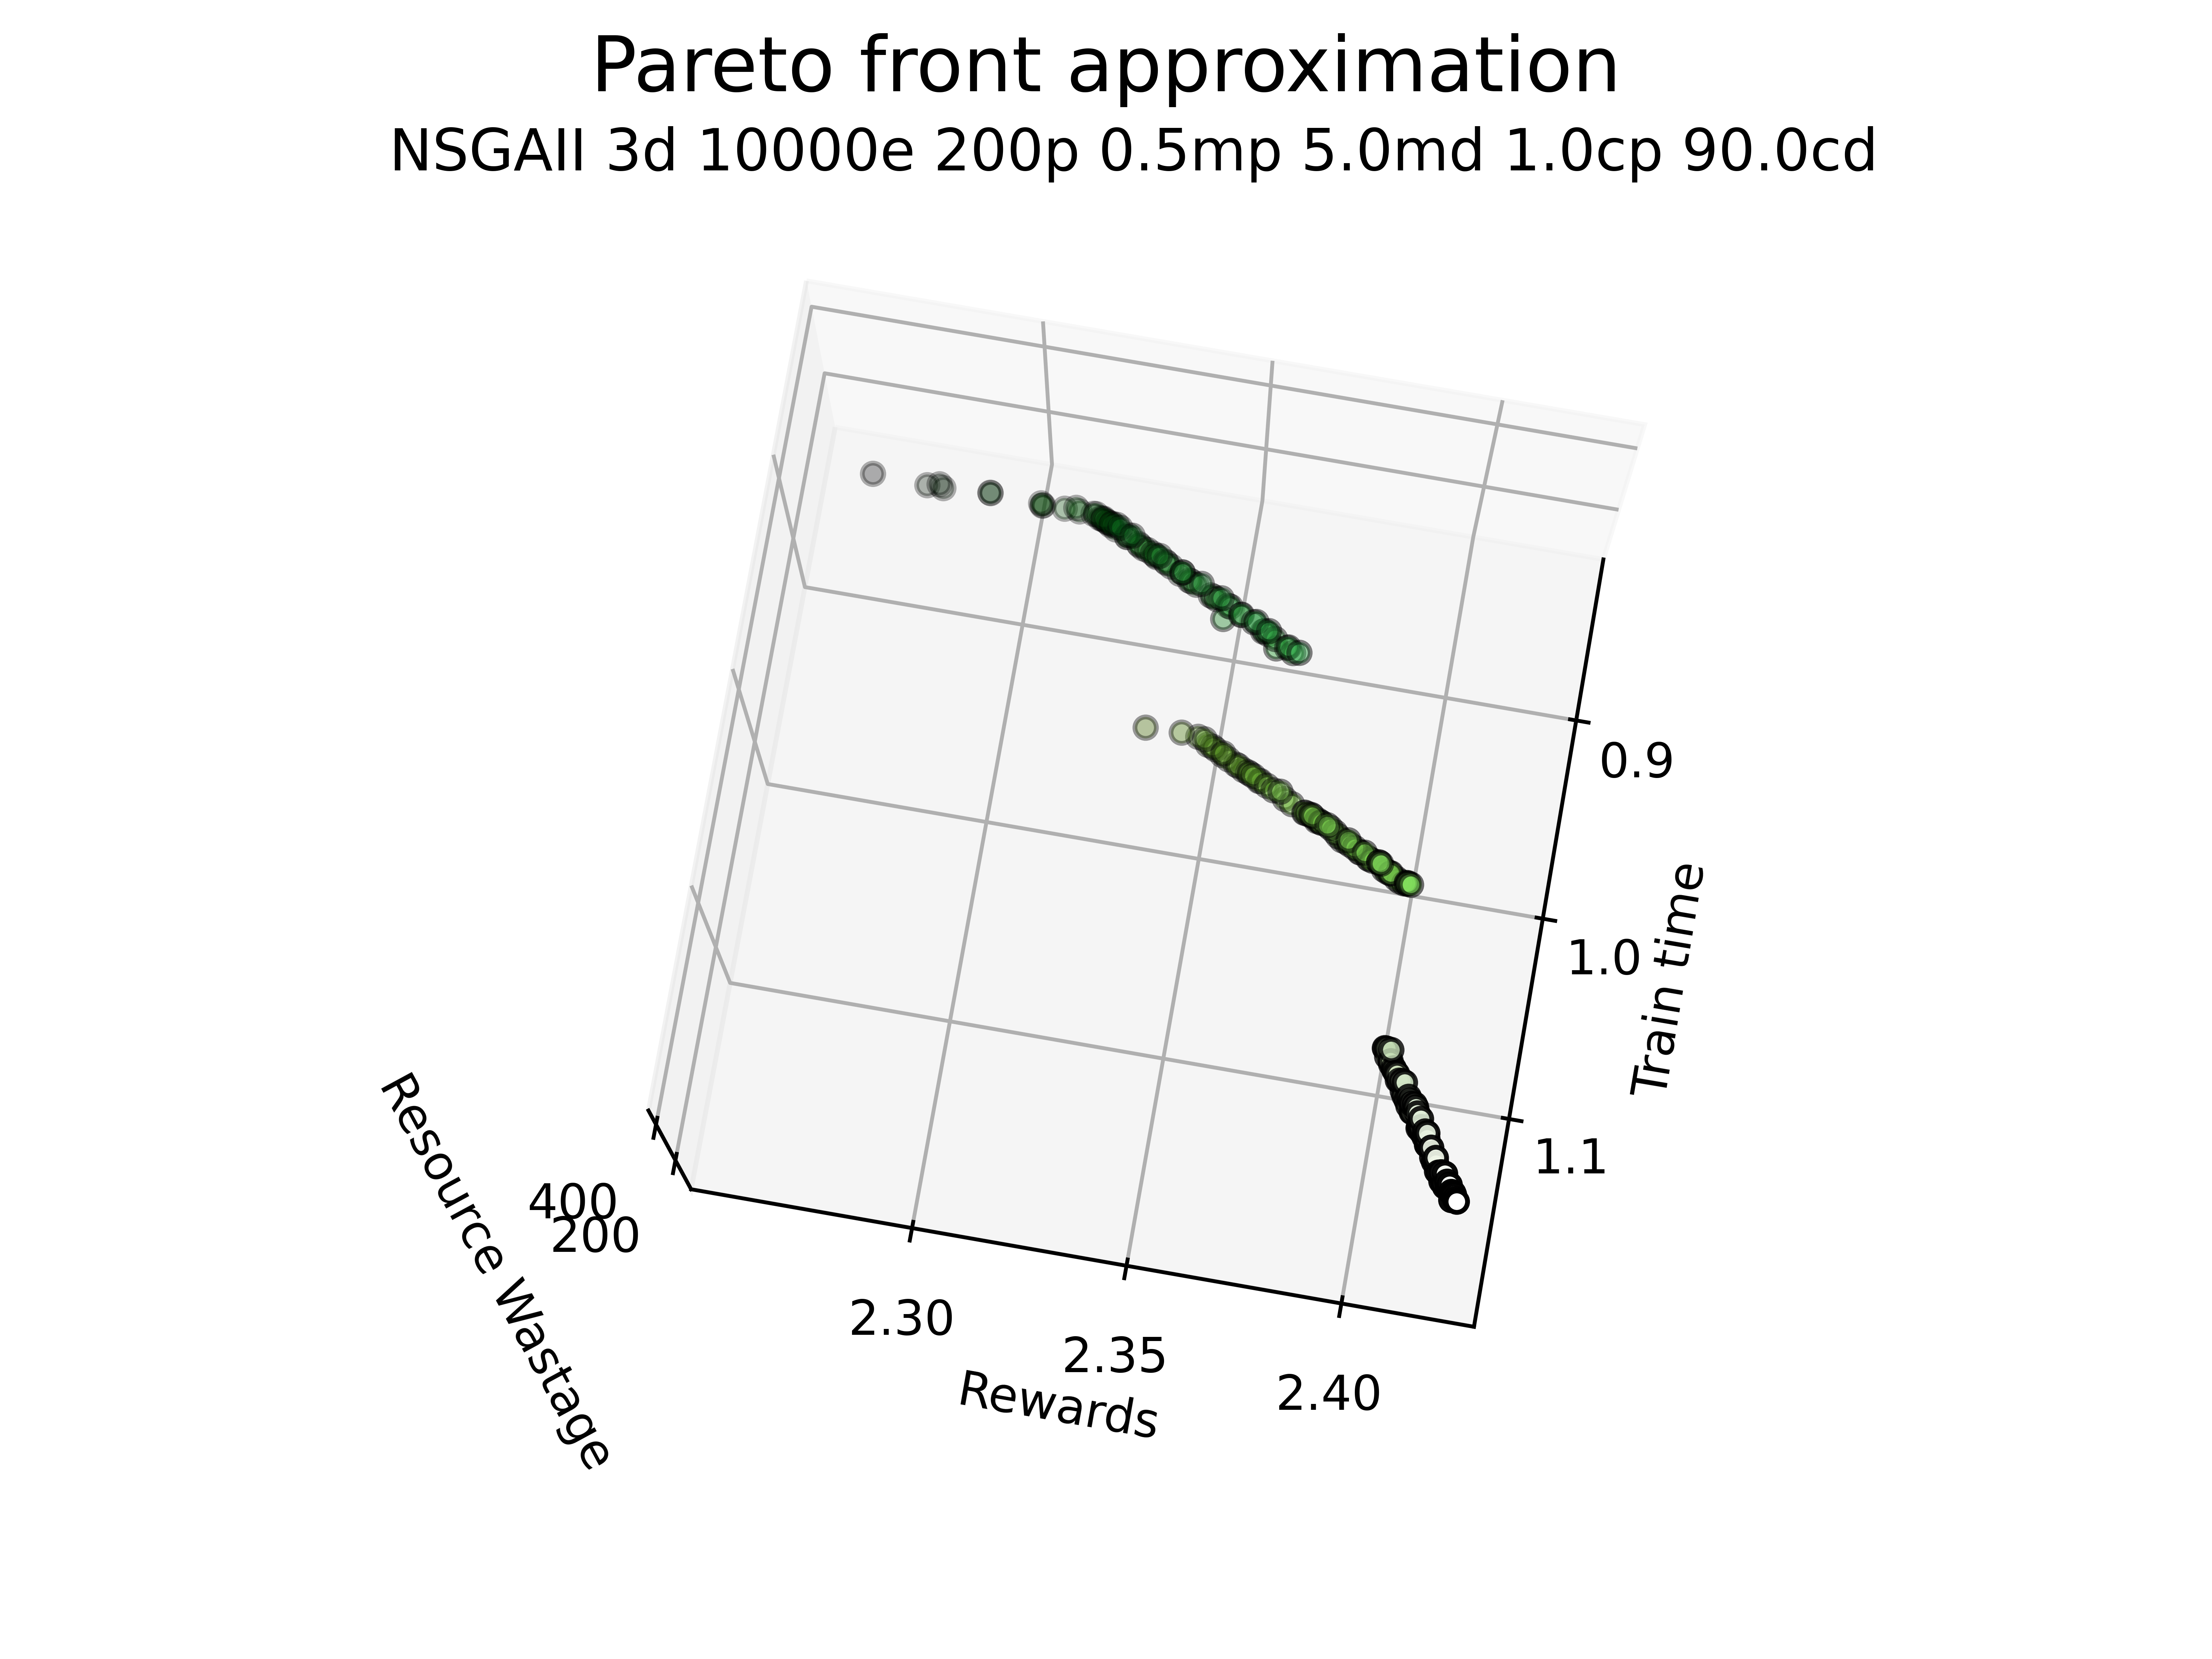 Pareto front approximation
NSGAII 3d 10000e 200p 0.5mp 5.0md 1.0cp 90.0cd
0.9
1.0
1.1
Train time
400
200
Resource Wastage
2.30
2.35
2.40
Rewards